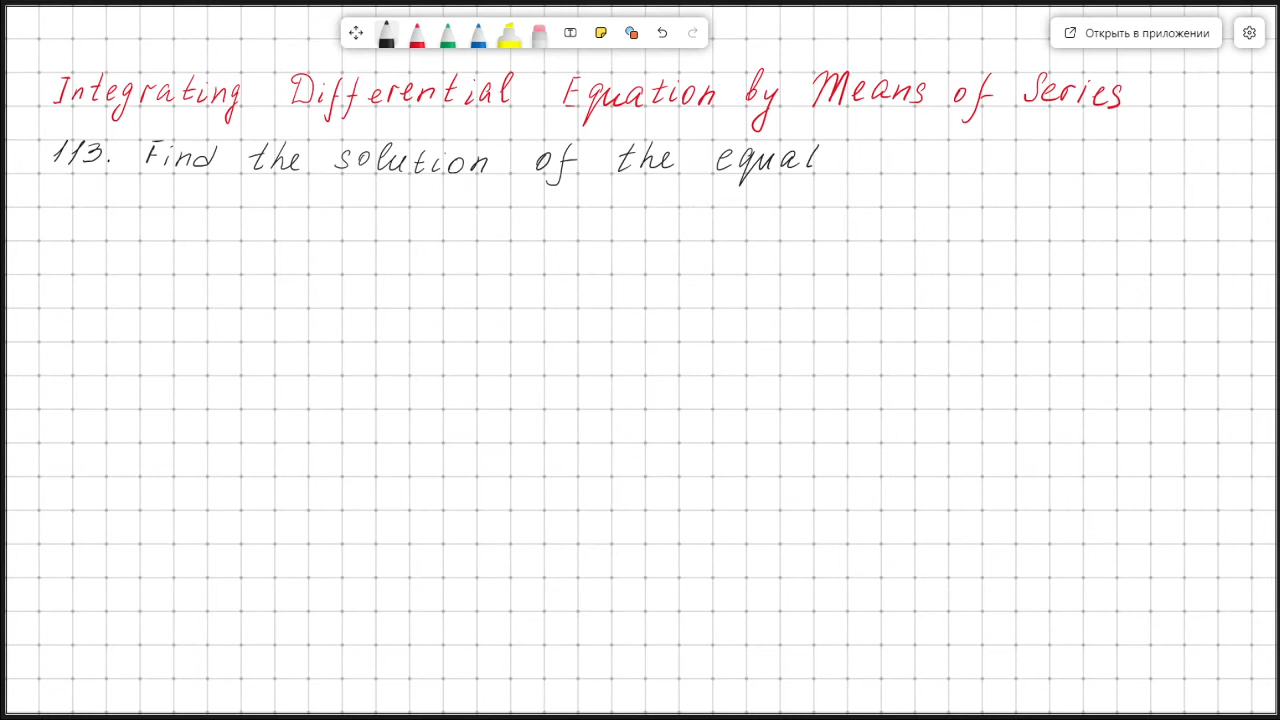 Открыть в приложении
Integrating Differential Equation by Means of Series
113. Find the solution of the equal